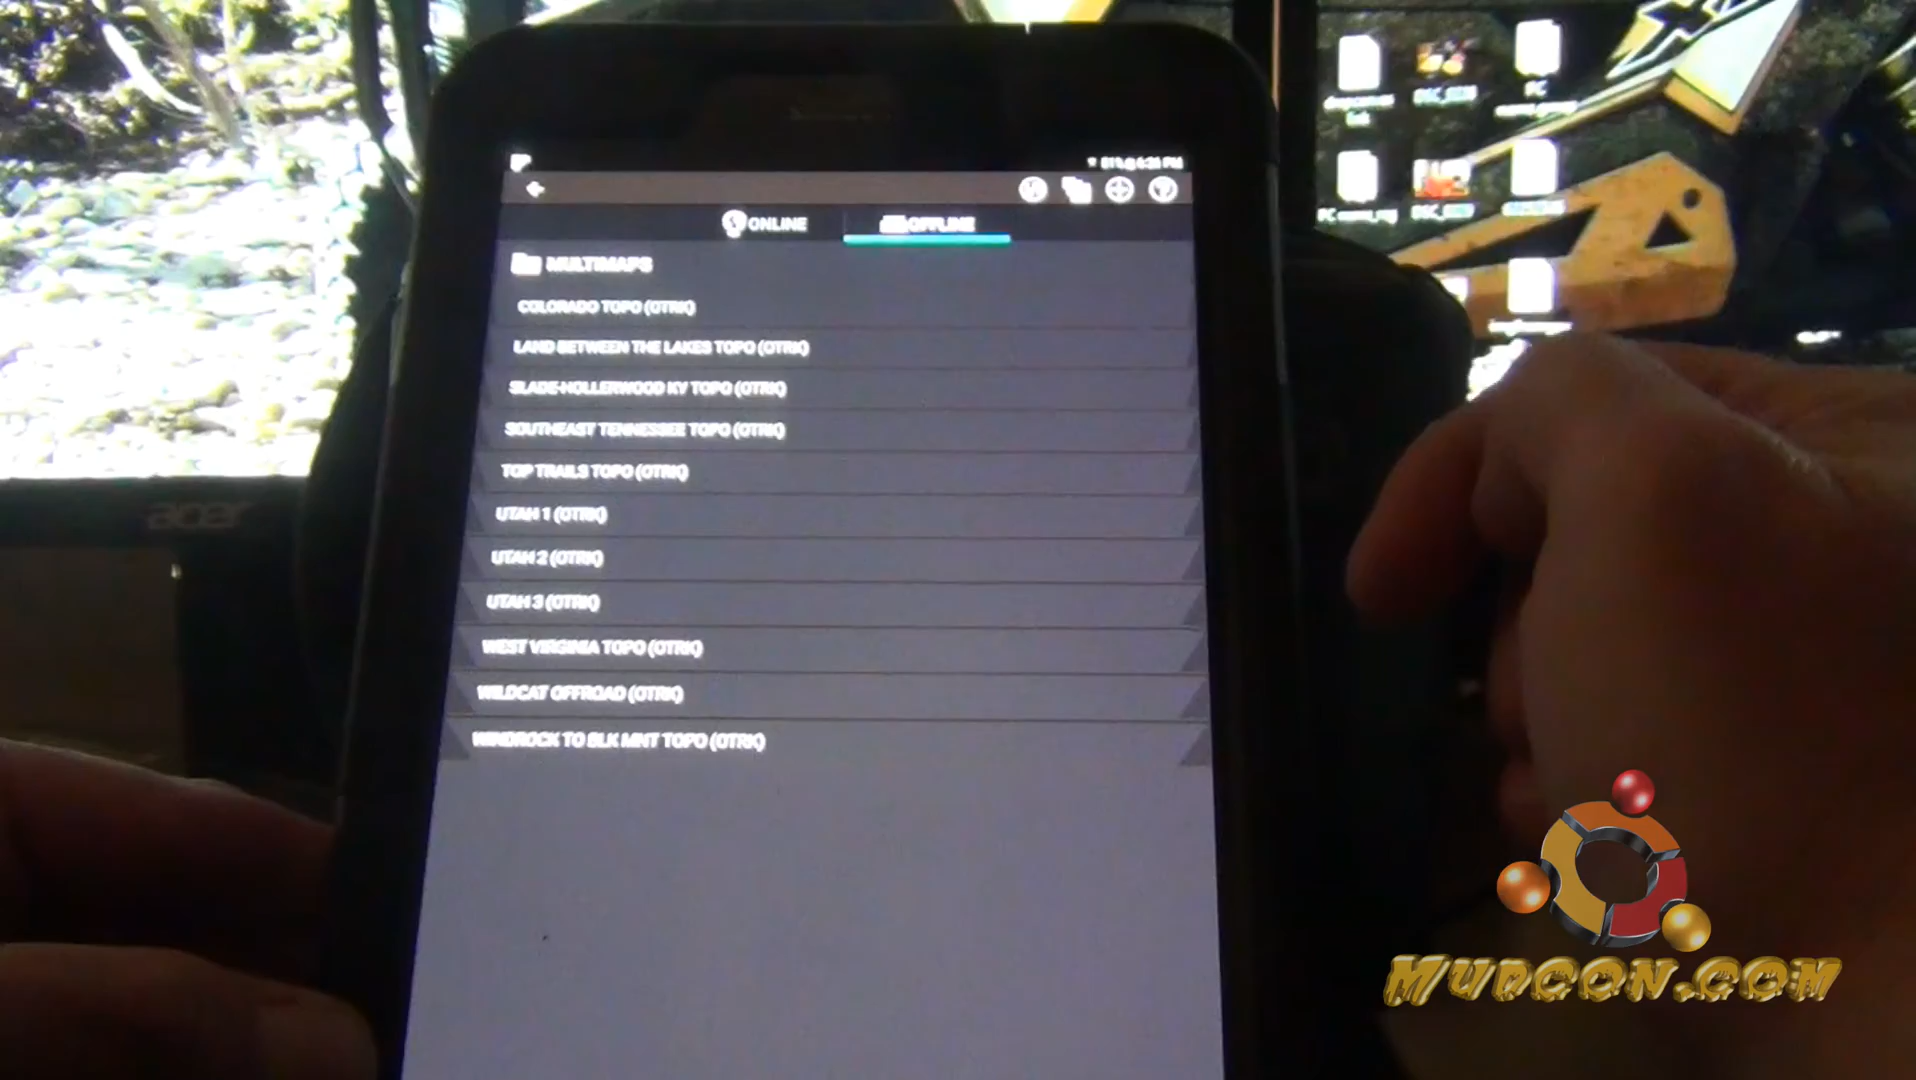 ONLINE
OFFLINE
MULTIMAPS
COLORADO TOPO (OTRK)
LAND BETWEEN THE LAKES TOPO (OTRK)
SLADE-HOLLERWOOD KY TOPO (OTRK)
SOUTHEAST TENNESSEE TOPO (OTRK)
TOP TRAILS TOPO (OTRK)
UTAH 1 (OTRK)
UTAH 2 (OTRK)
UTAH 3 (OTRK)
WEST VIRGINIA TOPO (OTRK)
WILDCAT OFFROAD (OTRK)
WINDROCK TO BLK MNT TOPO (OTRK)
acer
MUDCON.COM